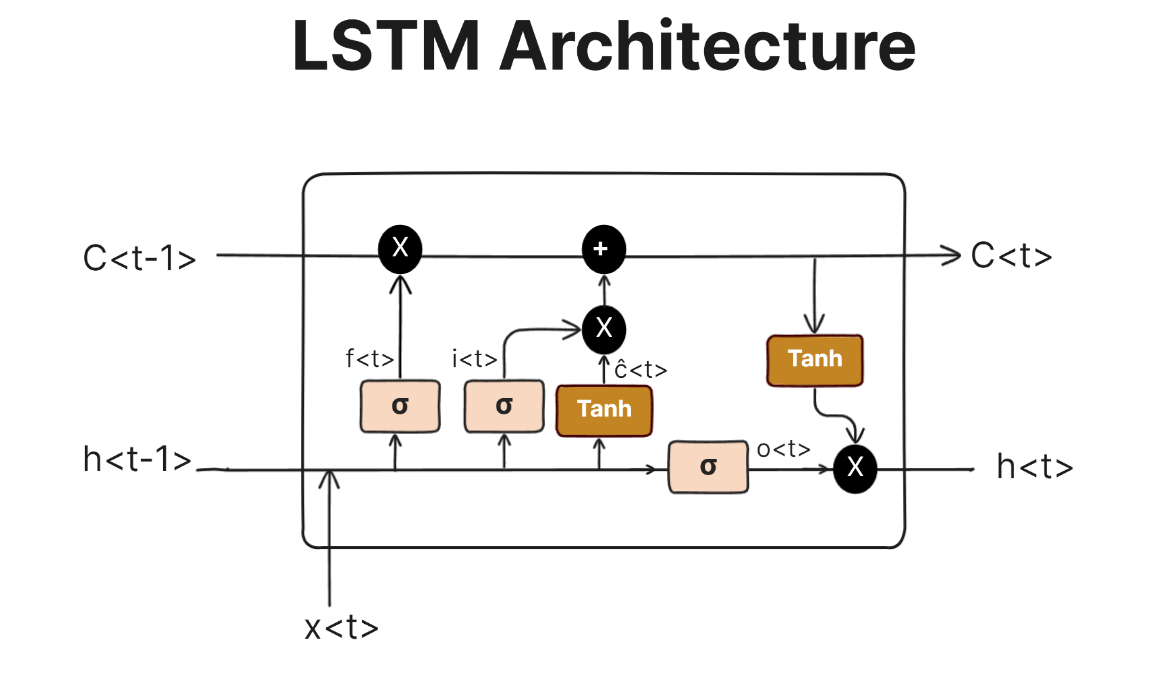 LSTM Architecture
C<t-1>
X
+
C<t>
X
f<t>
i<t>
ĉ<t>
Tanh
σ
σ
Tanh
h<t-1>
σ
o<t>
X
h<t>
x<t>